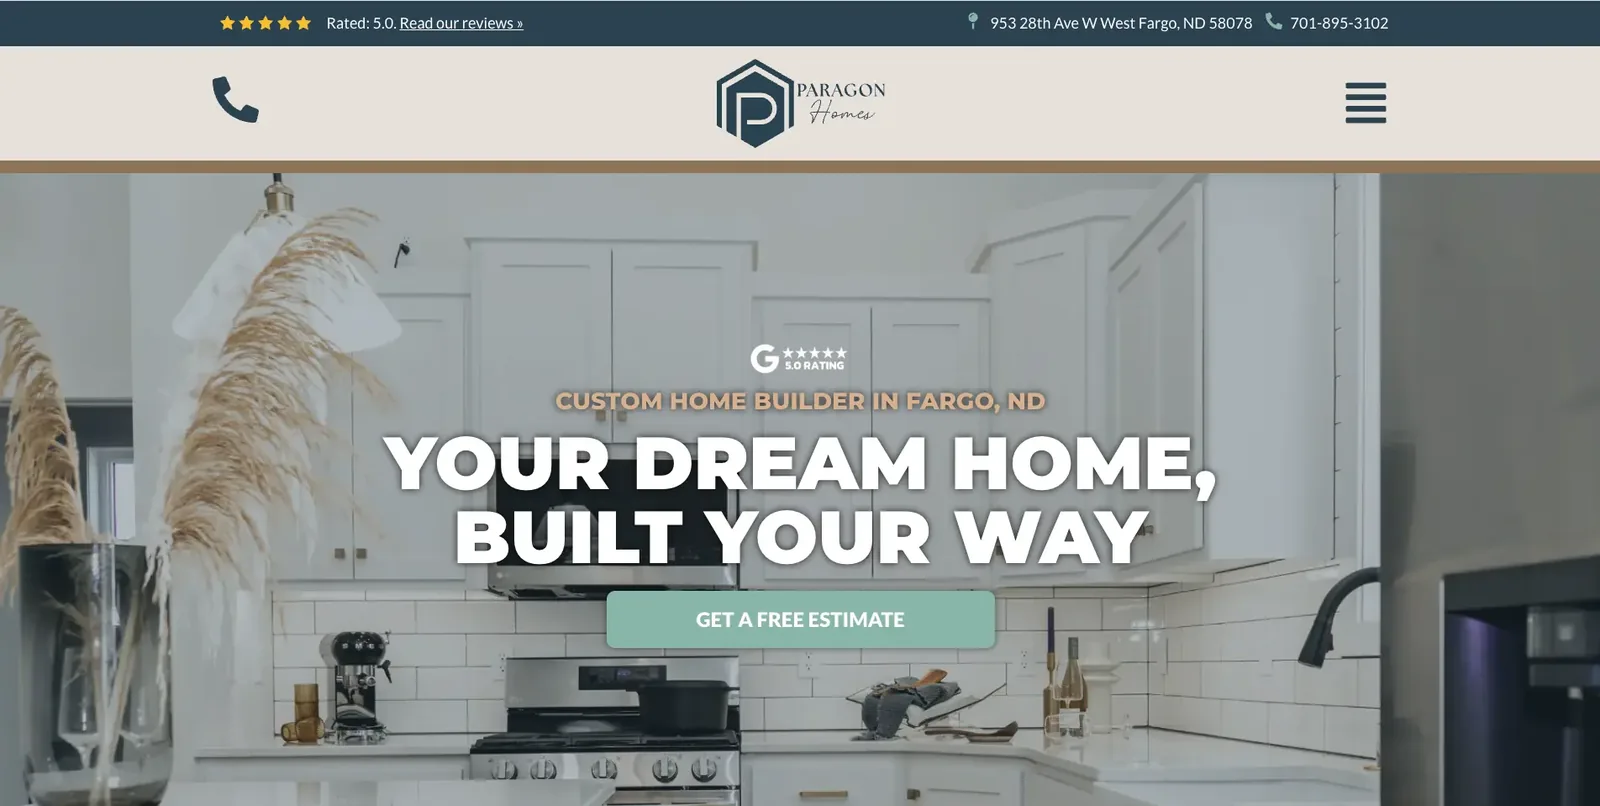 Rated: 5.0. Read our reviews »
953 28th Ave W West Fargo, ND 58078
701-895-3102
PARAGON
Homes
G
5.0 RATING
CUSTOM HOME BUILDER IN FARGO, ND
YOUR DREAM HOME,
BUILT YOUR WAY
GET A FREE ESTIMATE